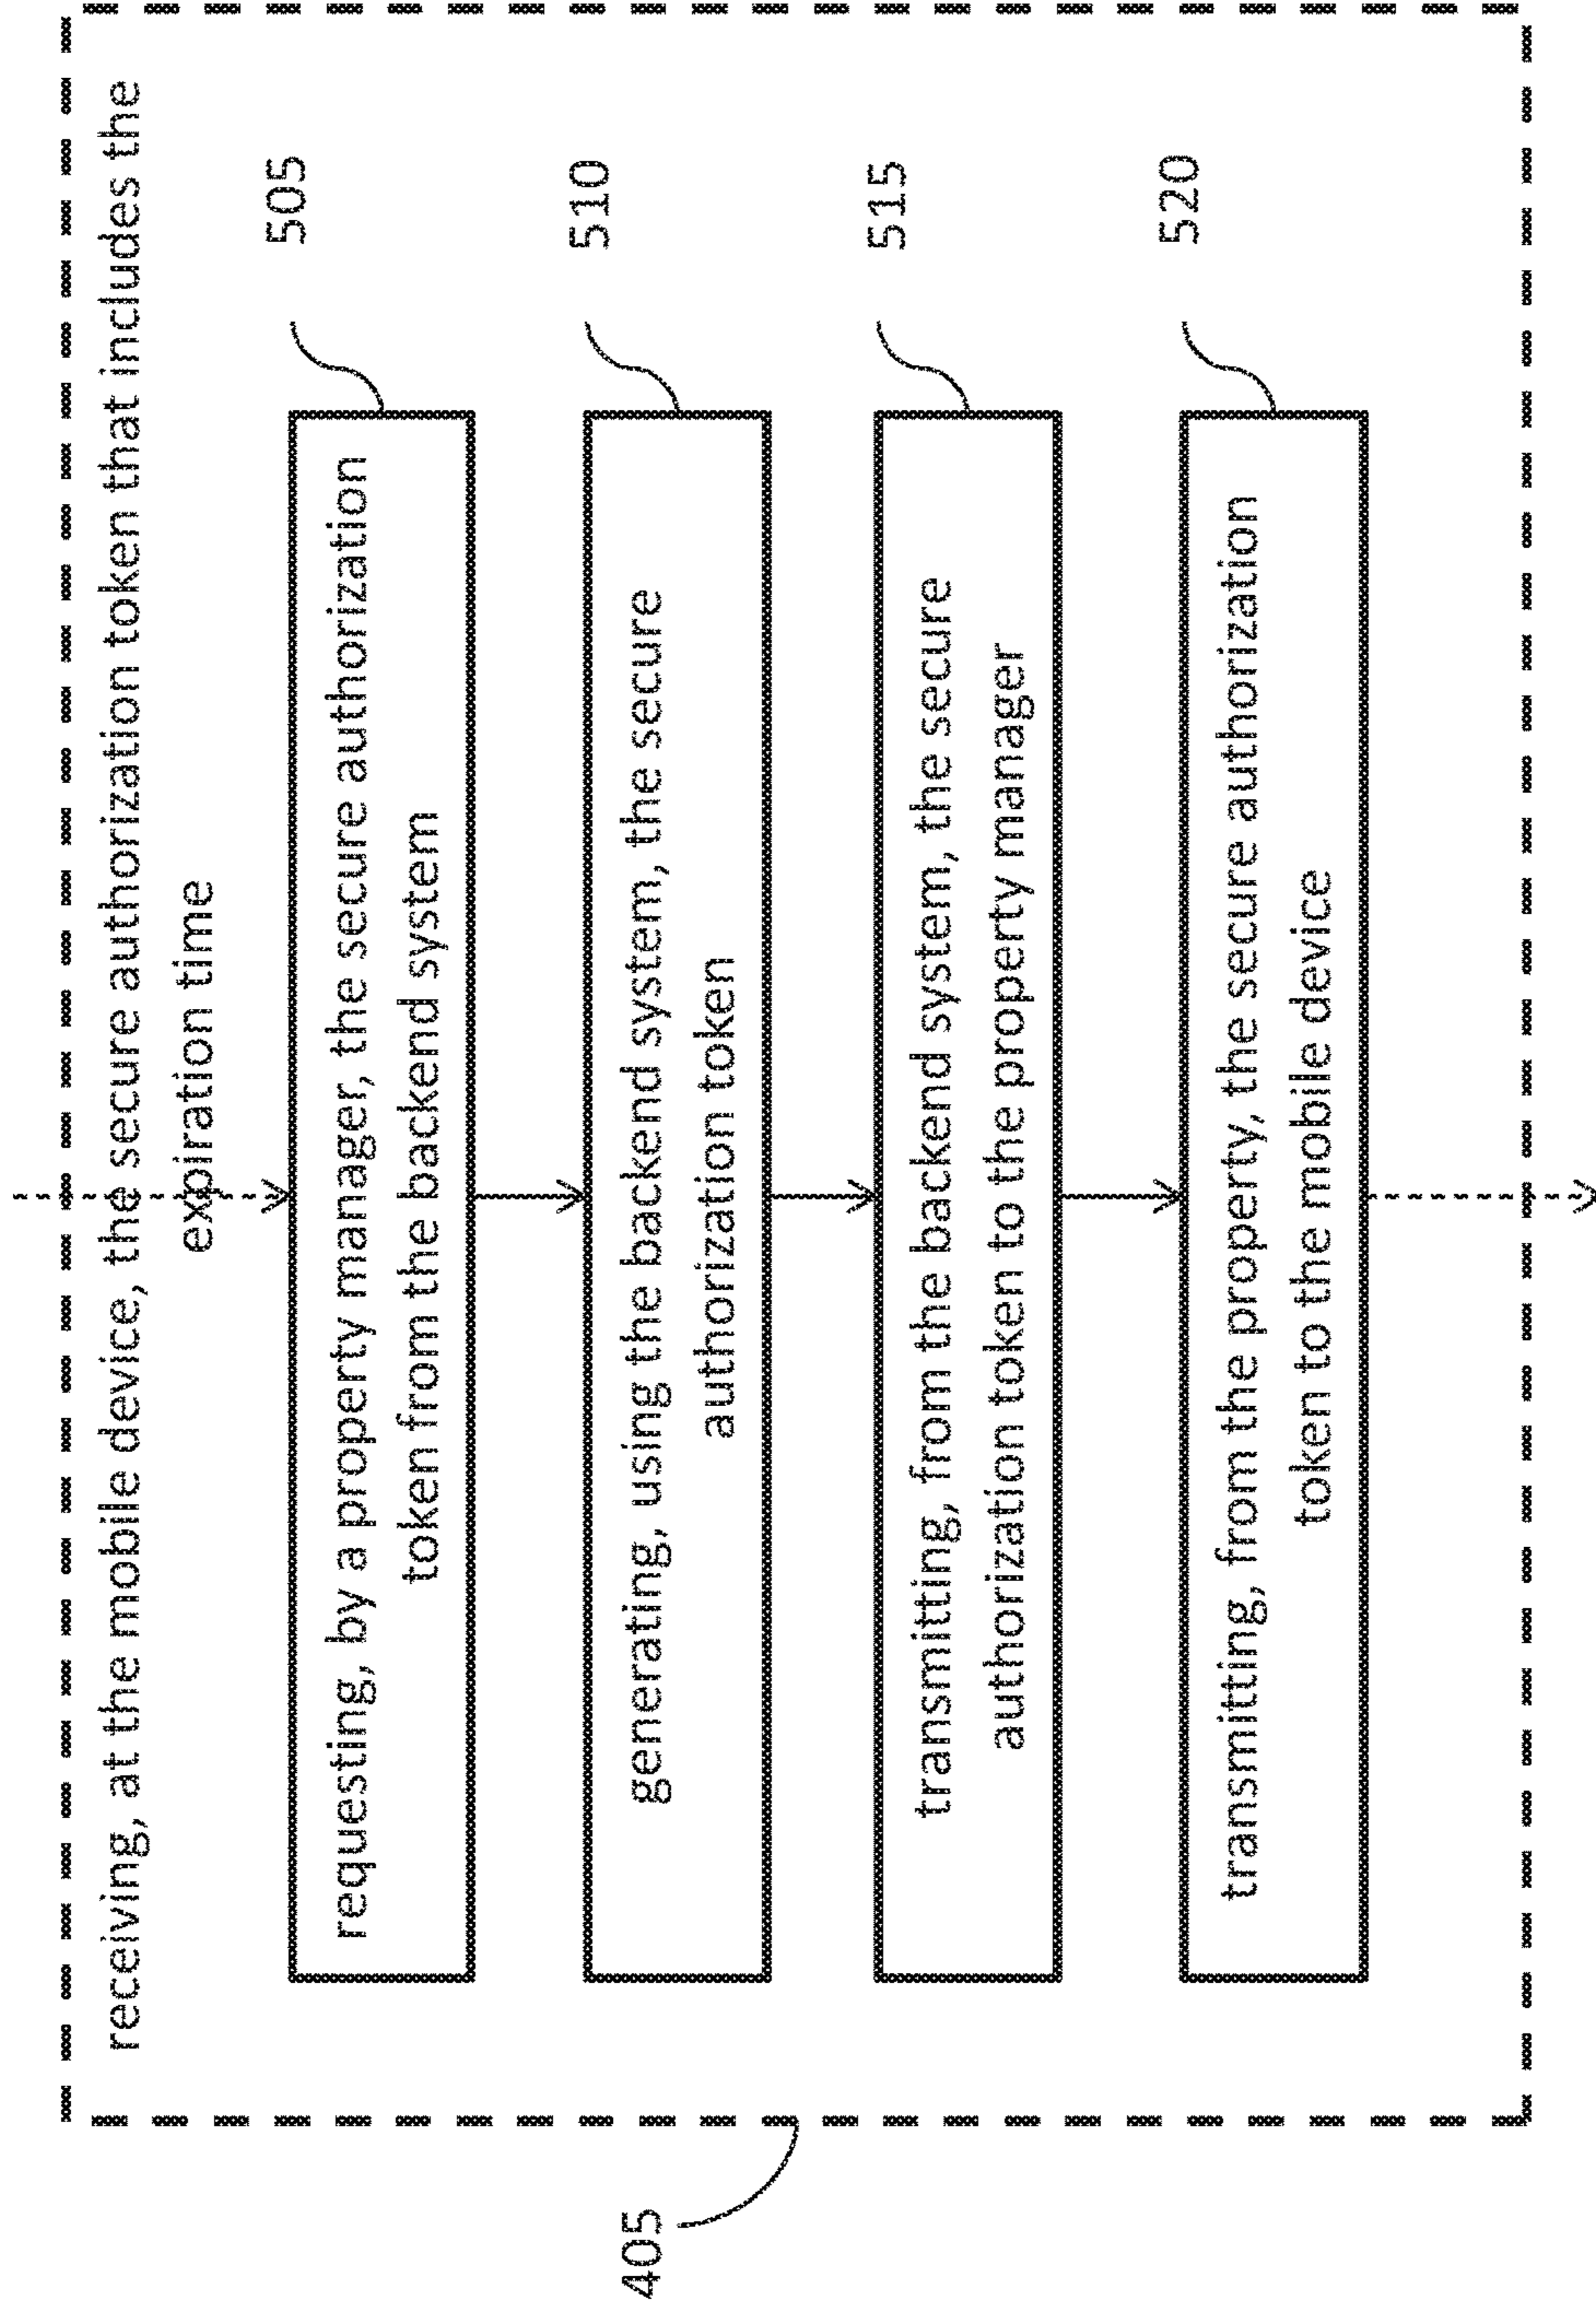 receiving, at the mobile device, the secure authorization token that includes the
expiration time
requesting, by a property manager, the secure authorization
token from the backend system
505
generating, using the backend system, the secure
authorization token
510
transmitting, from the backend system, the secure
authorization token to the property manager
515
transmitting, from the property, the secure authorization
token to the mobile device
520
405